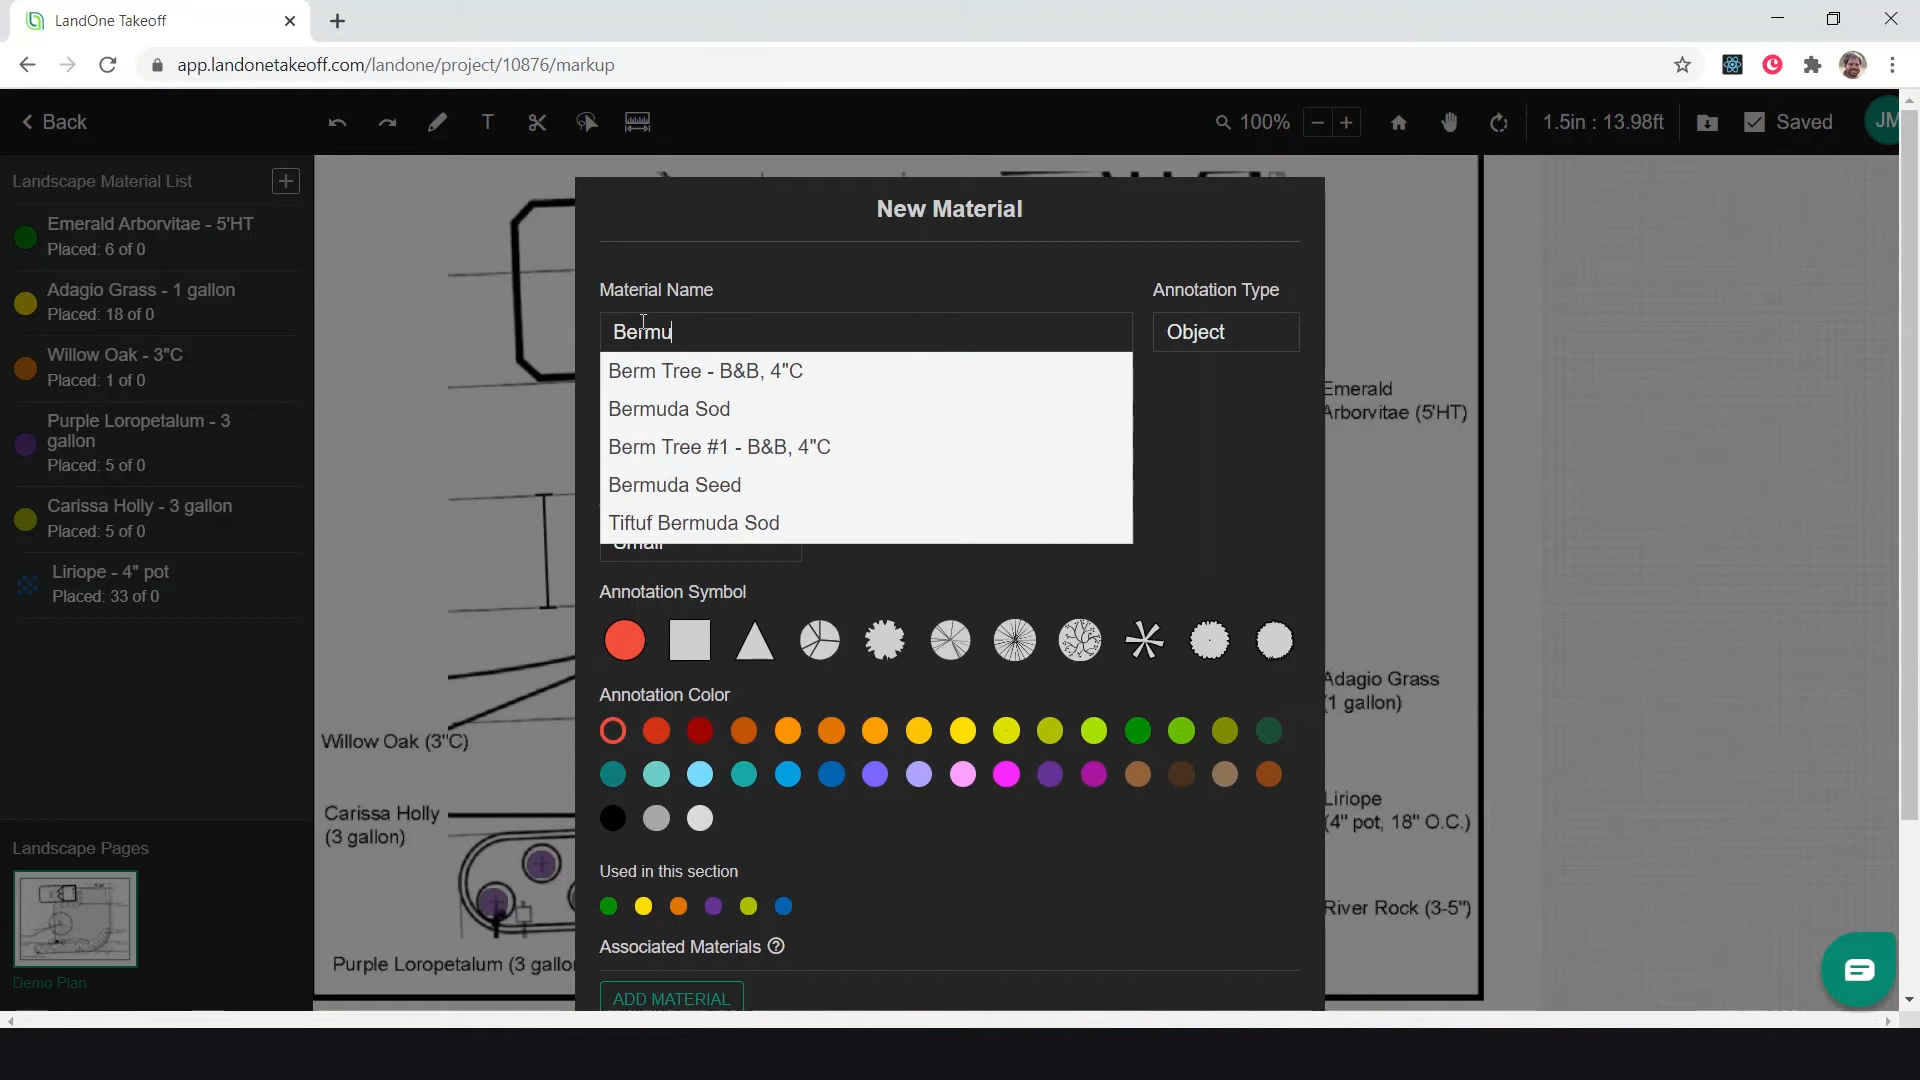 LandOne Takeoff
app.landonetakeoff.com/landone/project/10876/markup
Back
T
100%
1.5in : 13.98ft
Saved
JM
Landscape Material List
Emerald Arborvitae - 5'HT
Placed: 6 of 0
Adagio Grass - 1 gallon
Placed: 18 of 0
Willow Oak - 3"C
Placed: 1 of 0
Purple Loropetalum - 3
gallon
Placed: 5 of 0
Carissa Holly - 3 gallon
Placed: 5 of 0
Liriope - 4" pot
Placed: 33 of 0
Landscape Pages
Demo Plan
New Material
Material Name
Annotation Type
Bermu
Object
Berm Tree - B&B, 4"C
Bermuda Sod
Berm Tree #1 - B&B, 4"C
Bermuda Seed
Tiftuf Bermuda Sod
Small
Annotation Symbol
Annotation Color
Used in this section
Associated Materials
ADD MATERIAL
Willow Oak (3"C)
Carissa Holly
(3 gallon)
Purple Loropetalum (3 gallo
Emerald
Arborvitae (5'HT)
Adagio Grass
(1 gallon)
Liriope
(4" pot, 18" O.C.)
River Rock (3-5")